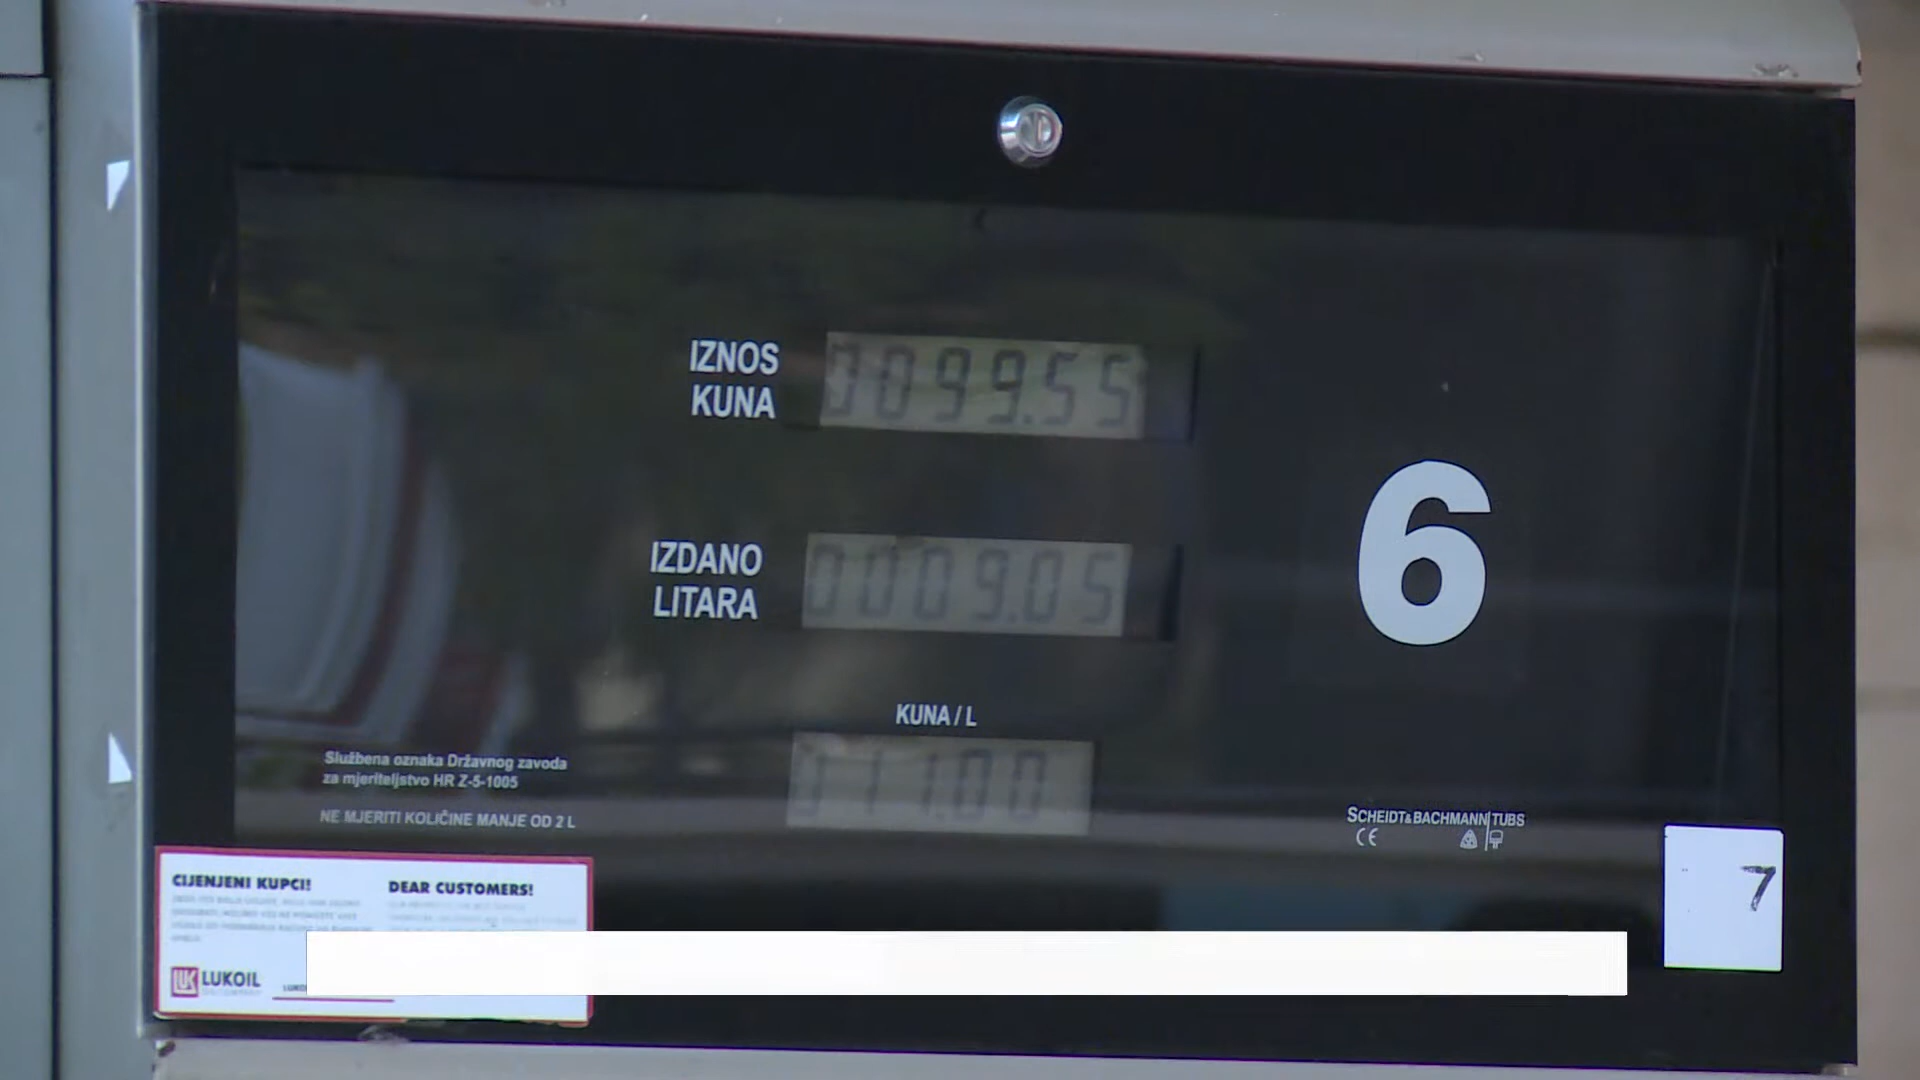 IZNOS
KUNA
0099.55
IZDANO
LITARA
0009.05
6
KUNA / L
11.00
Službena oznaka Državnog zavoda
za mjeriteljstvo HR Z-5-1005
NE MJERITI KOLIČINE MANJE OD 2 L
SCHEIDT&BACHMANN TUBS
CE
7
CIJENJENI KUPCI!
DEAR CUSTOMERS!
LUKOIL